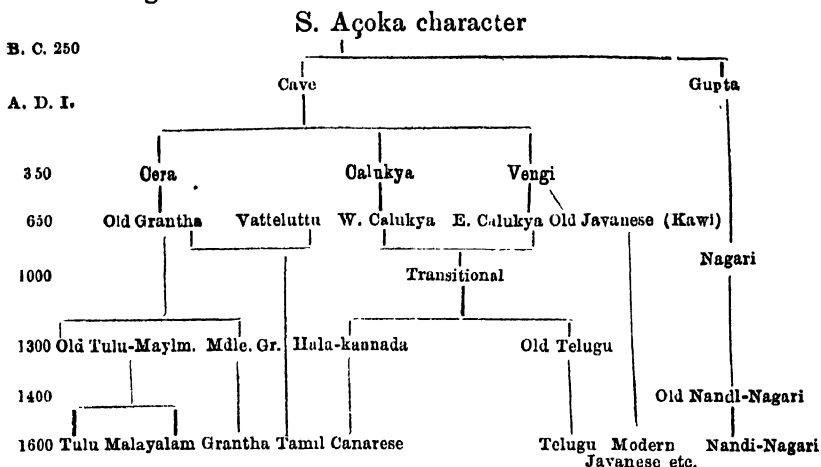 S. Açoka character
B. C. 250
Cave Gupta
A. D. I.
350 Cera Calukya Vengi
650 Old Grantha Vatteluttu W. Calukya E. Calukya Old Javanese (Kawi)
Nagari
1000 Transitional
1300 Old Tulu-Maylm. Mdle. Gr. Hala-kannada Old Telugu
1400 Old Nandl-Nagari
1600 Tulu Malayalam Grantha Tamil Canarese Telugu Modern Nandi-Nagari
Javanese etc.